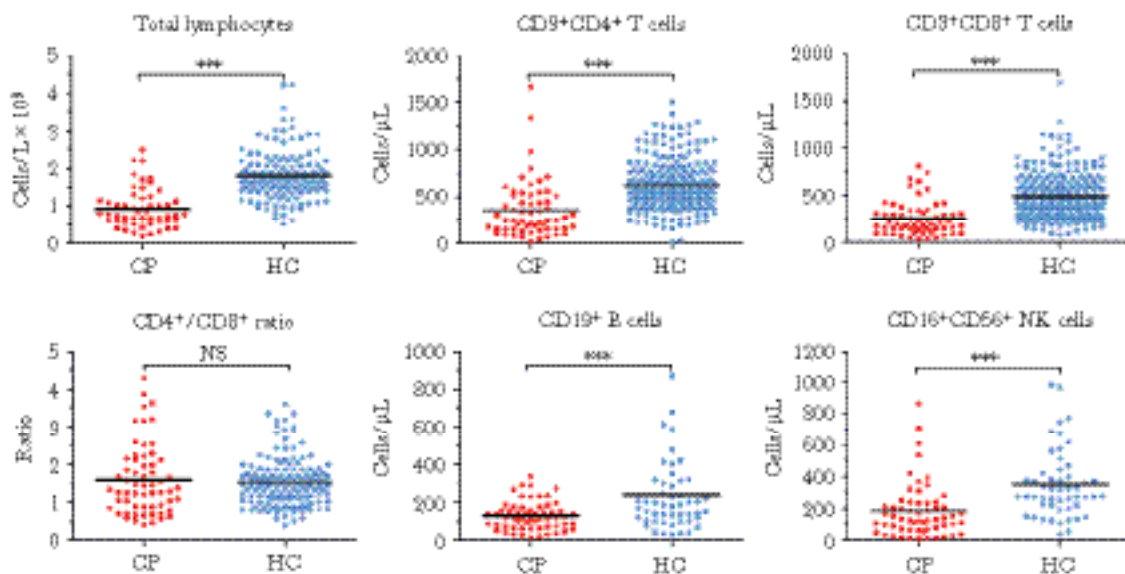 Total lymphocytes
Cells/L × 10⁹
5
4
3
2
1
0
***
CP
HC
CD3⁺CD4⁺ T cells
Cells/μL
2000
1500
1000
500
0
***
CP
HC
CD3⁺CD8⁺ T cells
Cells/μL
2000
1500
1000
500
0
***
CP
HC
CD4⁺/CD8⁺ ratio
Ratio
5
4
3
2
1
0
NS
CP
HC
CD19⁺ B cells
Cells/μL
1000
800
600
400
200
0
***
CP
HC
CD16⁺CD56⁺ NK cells
Cells/μL
1200
1000
800
600
400
200
0
***
CP
HC